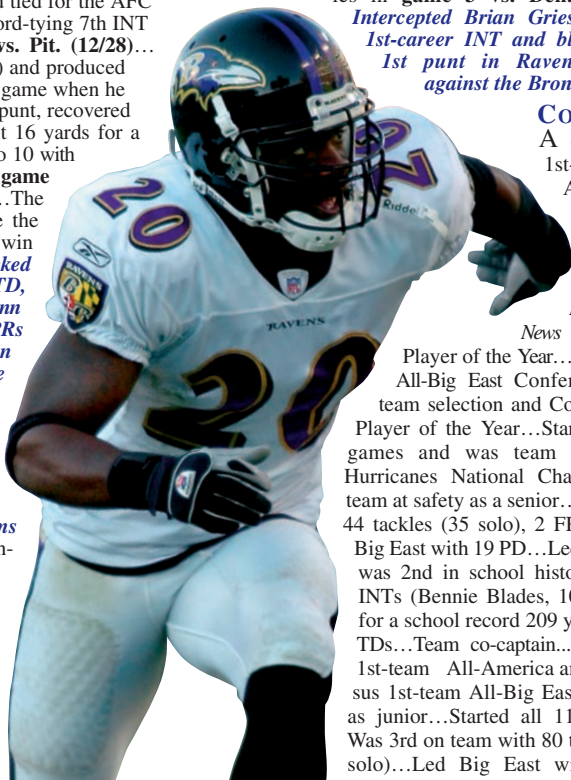 tied for the AFC
ord-tying 7th INT
vs. Pit. (12/28)…
) and produced
game when he
punt, recovered
t 16 yards for a
o 10 with
game
…The
e the
win
ked
TD,
nn
PRs
n
e
ns
n-
in game 3 vs. Den.
Intercepted Brian Gries
1st-career INT and bl
1st punt in Raven
against the Bron
Co
A
1st-
A
News
Player of the Year…
All-Big East Confer
team selection and Co
Player of the Year…Star
games and was team
Hurricanes National Cha
team at safety as a senior…
44 tackles (35 solo), 2 FF
Big East with 19 PD…Led
was 2nd in school histo
INTs (Bennie Blades, 10
for a school record 209 y
TDs…Team co-captain...
1st-team All-America an
sus 1st-team All-Big Eas
as junior…Started all 11
Was 3rd on team with 80 t
solo)…Led Big East wi
20
20
Riddell
RAVENS
RAVENS
20